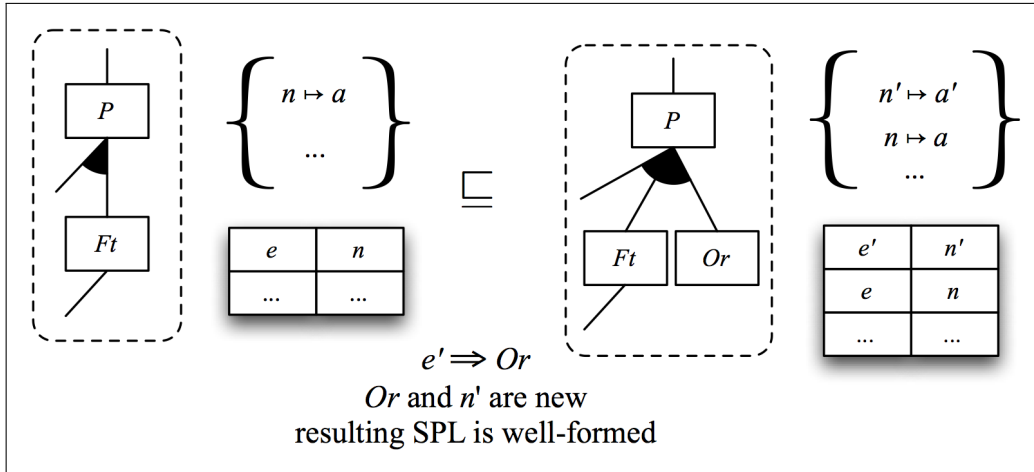 P
Ft
n ↦ a
...
e n
... ...
⊑
P
Ft Or
n' ↦ a'
n ↦ a
...
e' n'
e n
... ...
e' ⇒ Or
Or and n' are new
resulting SPL is well-formed